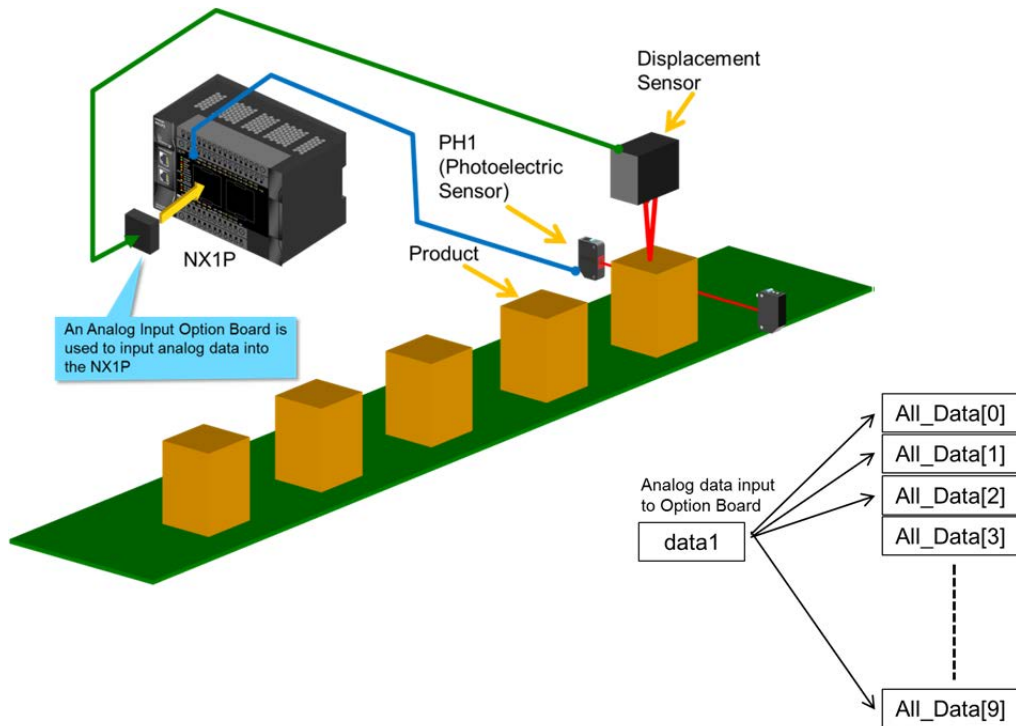 Displacement
Sensor
PH1
(Photoelectric
Sensor)
Product
NX1P
An Analog Input Option Board is
used to input analog data into
the NX1P
Analog data input
to Option Board
data1
All_Data[0]
All_Data[1]
All_Data[2]
All_Data[3]
All_Data[9]